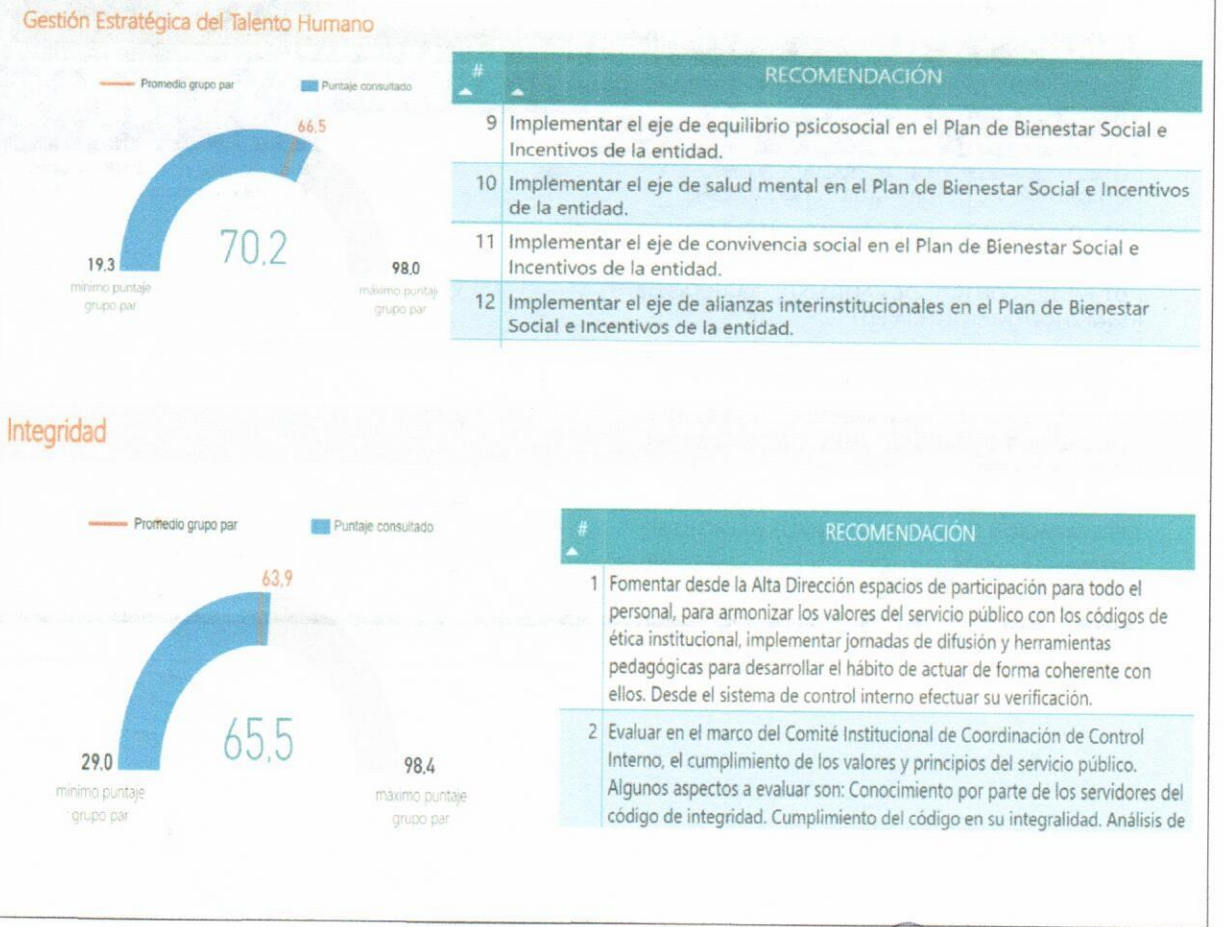 Gestión Estratégica del Talento Humano
Promedio grupo par
Puntaje consultado
66,5
70,2
19,3
mínimo puntaje
grupo par
98,0
máximo puntaj
grupo par
# RECOMENDACIÓN
9 Implementar el eje de equilibrio psicosocial en el Plan de Bienestar Social e
Incentivos de la entidad.
10 Implementar el eje de salud mental en el Plan de Bienestar Social e Incentivos
de la entidad.
11 Implementar el eje de convivencia social en el Plan de Bienestar Social e
Incentivos de la entidad.
12 Implementar el eje de alianzas interinstitucionales en el Plan de Bienestar
Social e Incentivos de la entidad.
Integridad
Promedio grupo par
Puntaje consultado
63,9
65,5
29,0
mínimo puntaje
grupo par
98,4
máximo puntaje
grupo par
# RECOMENDACIÓN
1 Fomentar desde la Alta Dirección espacios de participación para todo el
personal, para armonizar los valores del servicio público con los códigos de
ética institucional, implementar jornadas de difusión y herramientas
pedagógicas para desarrollar el hábito de actuar de forma coherente con
ellos. Desde el sistema de control interno efectuar su verificación.
2 Evaluar en el marco del Comité Institucional de Coordinación de Control
Interno, el cumplimiento de los valores y principios del servicio público.
Algunos aspectos a evaluar son: Conocimiento por parte de los servidores del
código de integridad. Cumplimiento del código en su integralidad. Análisis de